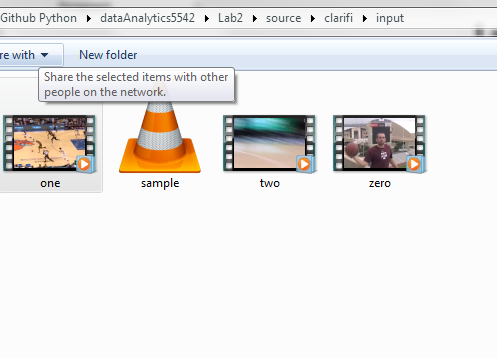 Github Python dataAnalytics5542 Lab2 source clarifi input
re with New folder
Share the selected items with other
people on the network.
one sample two zero